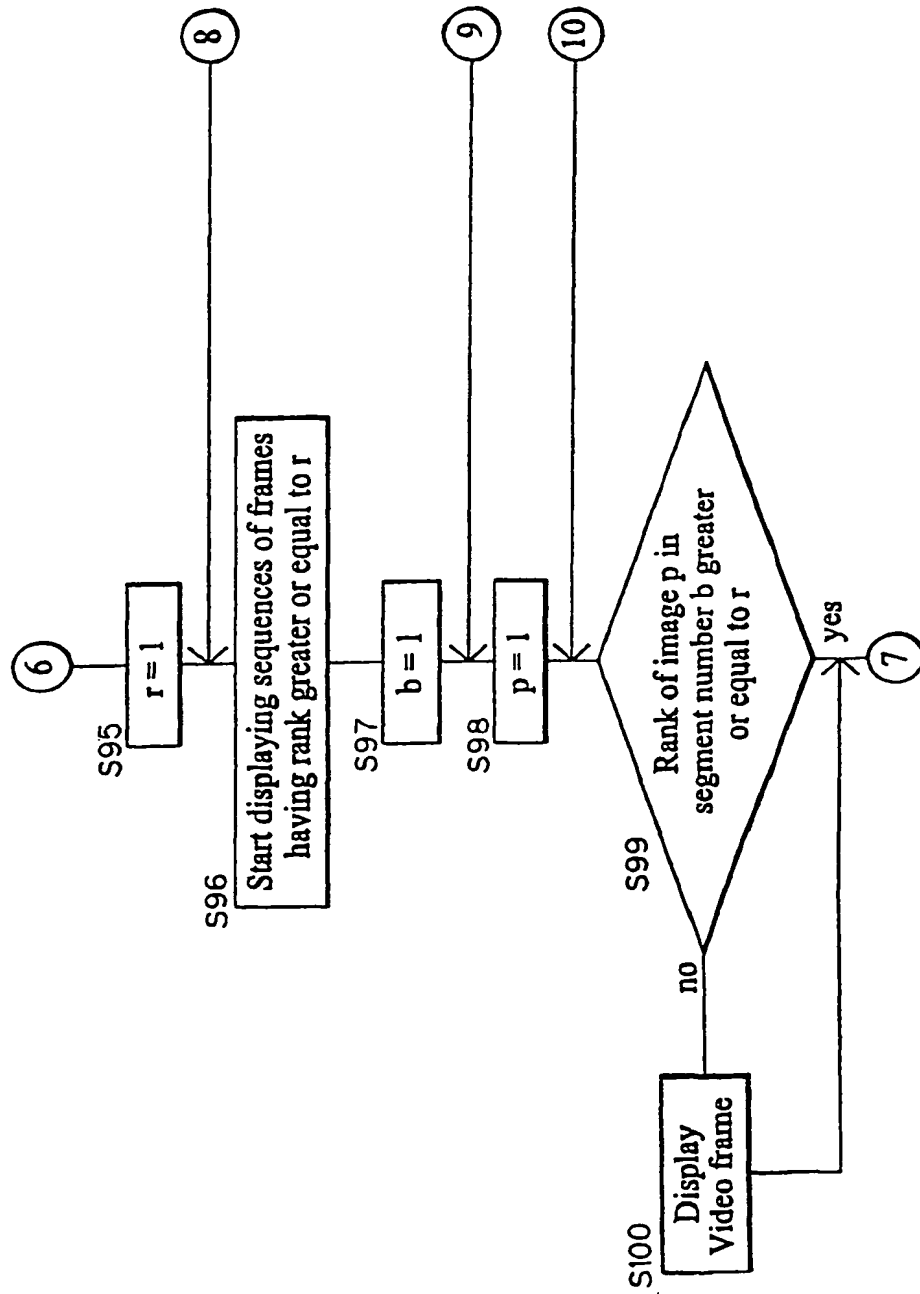 6
S95
r = 1
8
S96
Start displaying sequences of frames
having rank greater or equal to r
S97
b = 1
9
S98
p = 1
10
S99
Rank of image p in
segment number b greater
or equal to r
no
yes
S100
Display
Video frame
7